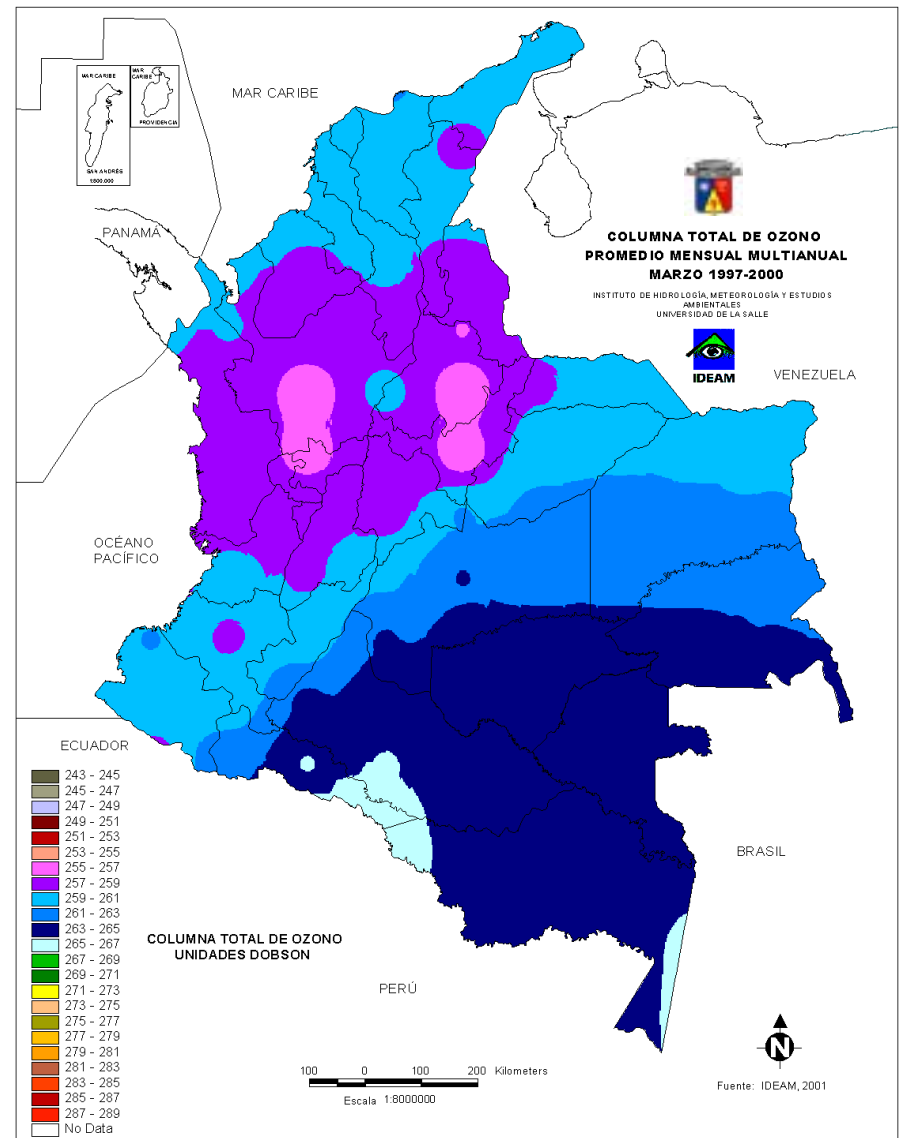 MAR CARIBE
MAR
CARIBE
PROVIDENCIA
SAN ANDRÉS
1:600.000
MAR CARIBE
PANAMÁ
COLUMNA TOTAL DE OZONO
PROMEDIO MENSUAL MULTIANUAL
MARZO 1997-2000
INSTITUTO DE HIDROLOGÍA, METEOROLOGÍA Y ESTUDIOS
AMBIENTALES
UNIVERSIDAD DE LA SALLE
IDEAM
VENEZUELA
OCÉANO
PACÍFICO
ECUADOR
243 - 245
245 - 247
247 - 249
249 - 251
251 - 253
253 - 255
255 - 257
257 - 259
259 - 261
261 - 263
263 - 265
265 - 267
267 - 269
269 - 271
271 - 273
273 - 275
275 - 277
277 - 279
279 - 281
281 - 283
283 - 285
285 - 287
287 - 289
No Data
COLUMNA TOTAL DE OZONO
UNIDADES DOBSON
BRASIL
PERÚ
100 0 100 200 Kilometers
Escala 1:8000000
N
Fuente: IDEAM, 2001